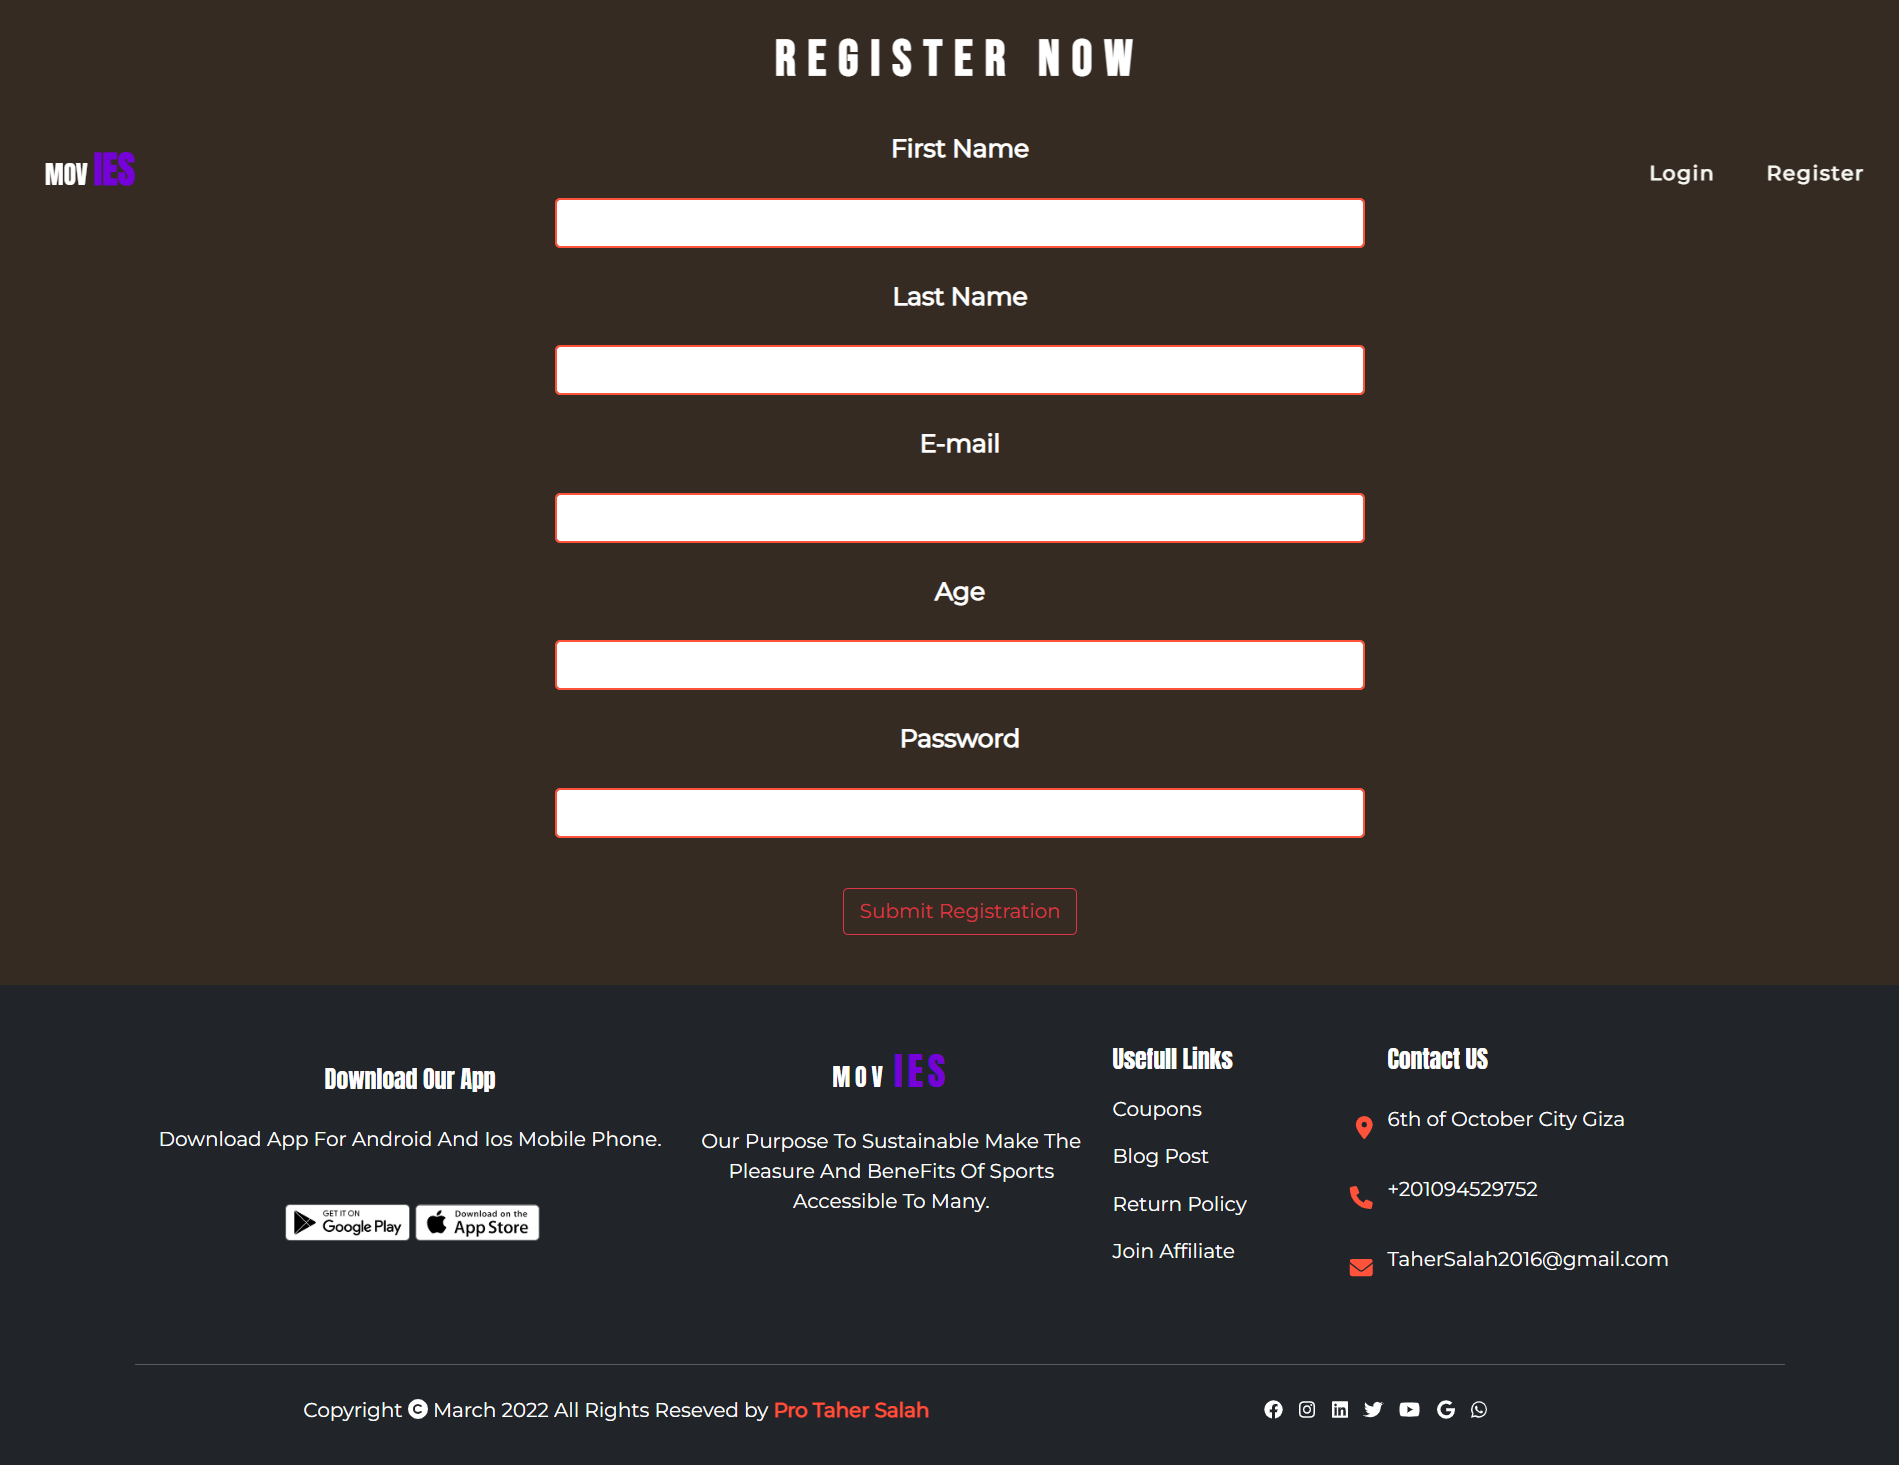 REGISTER NOW
MOV IES
Login
Register
First Name
Last Name
E-mail
Age
Password
Submit Registration
Download Our App
Download App For Android And Ios Mobile Phone.
GET IT ON
Google Play
Download on the
App Store
MOV IES
Our Purpose To Sustainable Make The
Pleasure And BeneFits Of Sports
Accessible To Many.
Usefull Links
Coupons
Blog Post
Return Policy
Join Affiliate
Contact US
6th of October City Giza
+201094529752
TaherSalah2016@gmail.com
Copyright © March 2022 All Rights Reseved by Pro Taher Salah